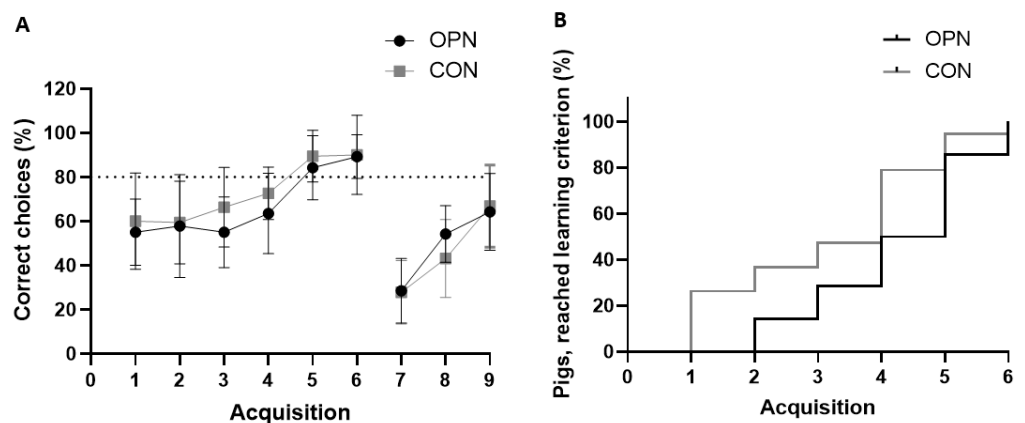 A
OPN
CON
Correct choices (%)
120
100
80
60
40
20
0
0 1 2 3 4 5 6 7 8 9
Acquisition
B
OPN
CON
Pigs, reached learning criterion (%)
100
80
60
40
20
0
0 1 2 3 4 5 6
Acquisition